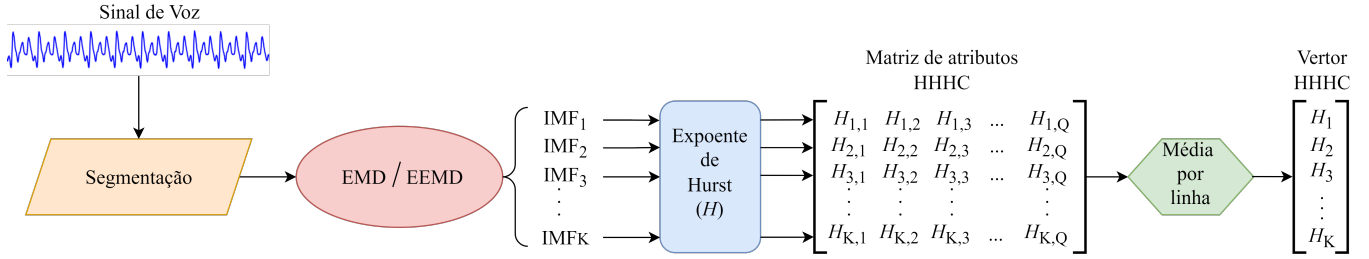 Sinal de Voz
Segmentação
EMD / EEMD
IMF1
IMF2
IMF3
⋮
IMFK
Expoente
de
Hurst
(H)
Matriz de atributos
HHHC
H1,1 H1,2 H1,3 ... H1,Q
H2,1 H2,2 H2,3 ... H2,Q
H3,1 H3,2 H3,3 ... H3,Q
⋮ ⋮ ⋮ ⋮
HK,1 HK,2 HK,3 ... HK,Q
Média
por
linha
Vertor
HHHC
H1
H2
H3
⋮
HK